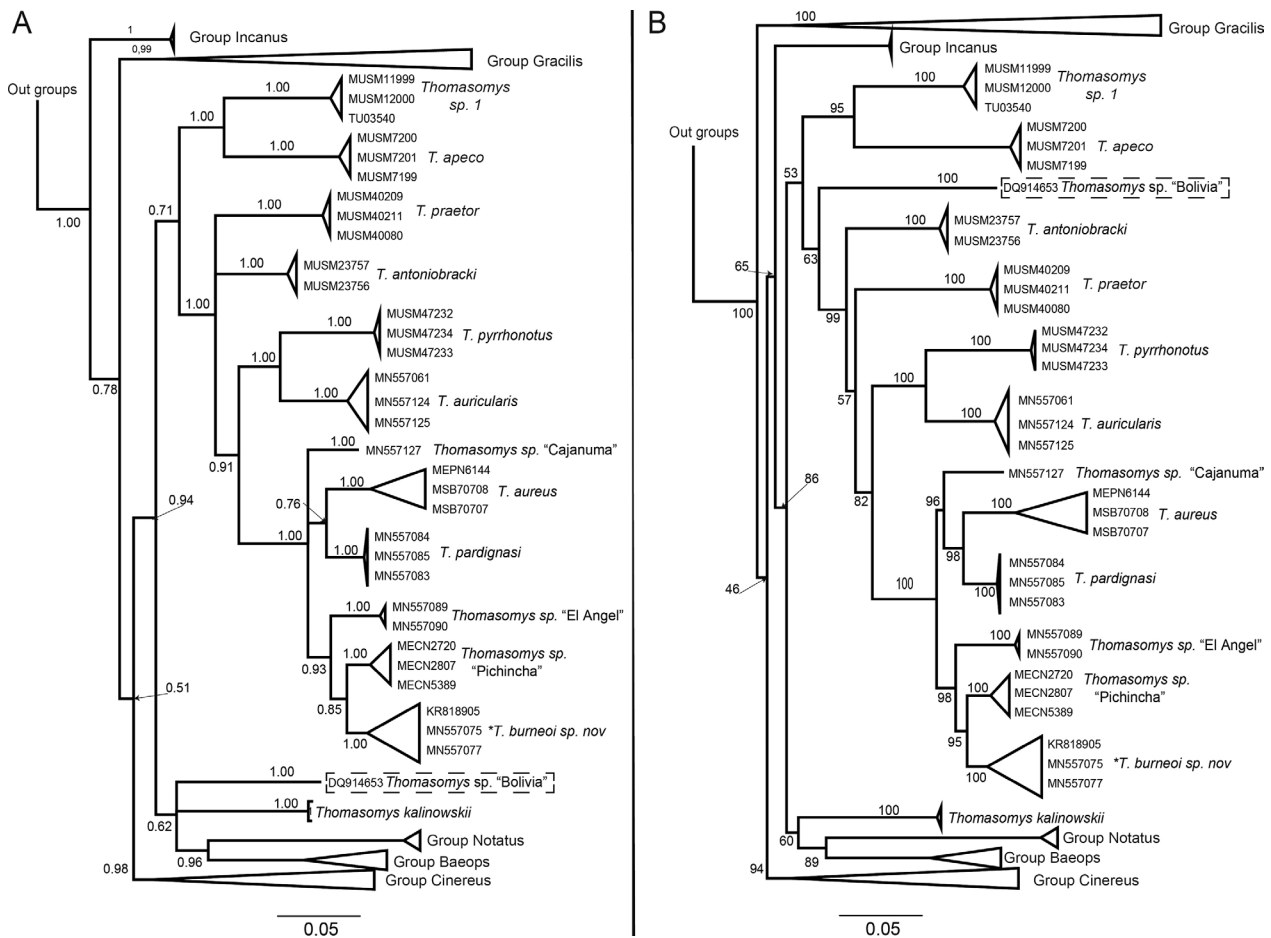 A
1
Group Incanus
0,99
Group Gracilis
Out groups
1.00
1.00
MUSM11999
MUSM12000
TU03540
Thomasomys
sp. 1
1.00
1.00
MUSM7200
MUSM7201
MUSM7199
T. apeco
0.71
1.00
MUSM40209
MUSM40211
MUSM40080
T. praetor
1.00
MUSM23757
MUSM23756
T. antoniobracki
1.00
1.00
MUSM47232
MUSM47234
MUSM47233
T. pyrrhonotus
1.00
0.78
1.00
MN557061
MN557124
MN557125
T. auricularis
0.91
1.00
MN557127
Thomasomys sp. “Cajanuma”
0.94
0.76
1.00
MEPN6144
MSB70708
MSB70707
T. aureus
1.00
1.00
MN557084
MN557085
MN557083
T. pardignasi
1.00
MN557089
MN557090
Thomasomys sp. “El Angel”
0.93
1.00
MECN2720
MECN2807
MECN5389
Thomasomys sp.
“Pichincha”
0.51
0.85
1.00
KR818905
MN557075
MN557077
*T. burneoi sp. nov
1.00
DQ914653 Thomasomys sp. “Bolivia”
1.00
Thomasomys kalinowskii
0.62
Group Notatus
0.96
Group Baeops
0.98
Group Cinereus
0.05
B
100
Group Gracilis
Group Incanus
Out groups
100
MUSM11999
MUSM12000
TU03540
Thomasomys
sp. 1
95
100
MUSM7200
MUSM7201
MUSM7199
T. apeco
53
100
DQ914653 Thomasomys sp. “Bolivia”
100
MUSM23757
MUSM23756
T. antoniobracki
63
65
100
100
MUSM40209
MUSM40211
MUSM40080
T. praetor
99
100
MUSM47232
MUSM47234
MUSM47233
T. pyrrhonotus
100
57
100
MN557061
MN557124
MN557125
T. auricularis
86
82
96
MN557127
Thomasomys sp. “Cajanuma”
100
MEPN6144
MSB70708
MSB70707
T. aureus
98
46
100
100
MN557084
MN557085
MN557083
T. pardignasi
100
MN557089
MN557090
Thomasomys sp. “El Angel”
98
100
MECN2720
MECN2807
MECN5389
Thomasomys sp.
“Pichincha”
95
100
KR818905
MN557075
MN557077
*T. burneoi sp. nov
100
Thomasomys kalinowskii
60
Group Notatus
89
Group Baeops
94
Group Cinereus
0.05